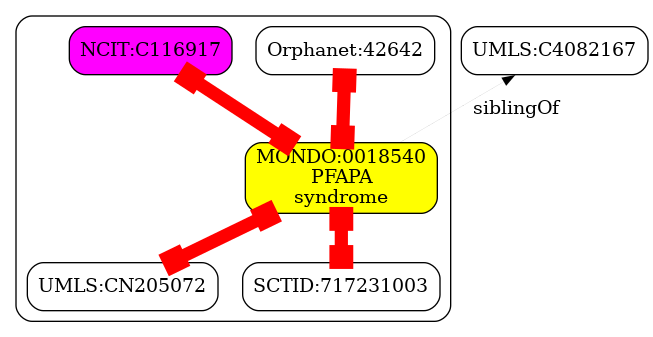 NCIT:C116917
Orphanet:42642
UMLS:C4082167
siblingOf
MONDO:0018540
PFAPA
syndrome
UMLS:CN205072
SCTID:717231003